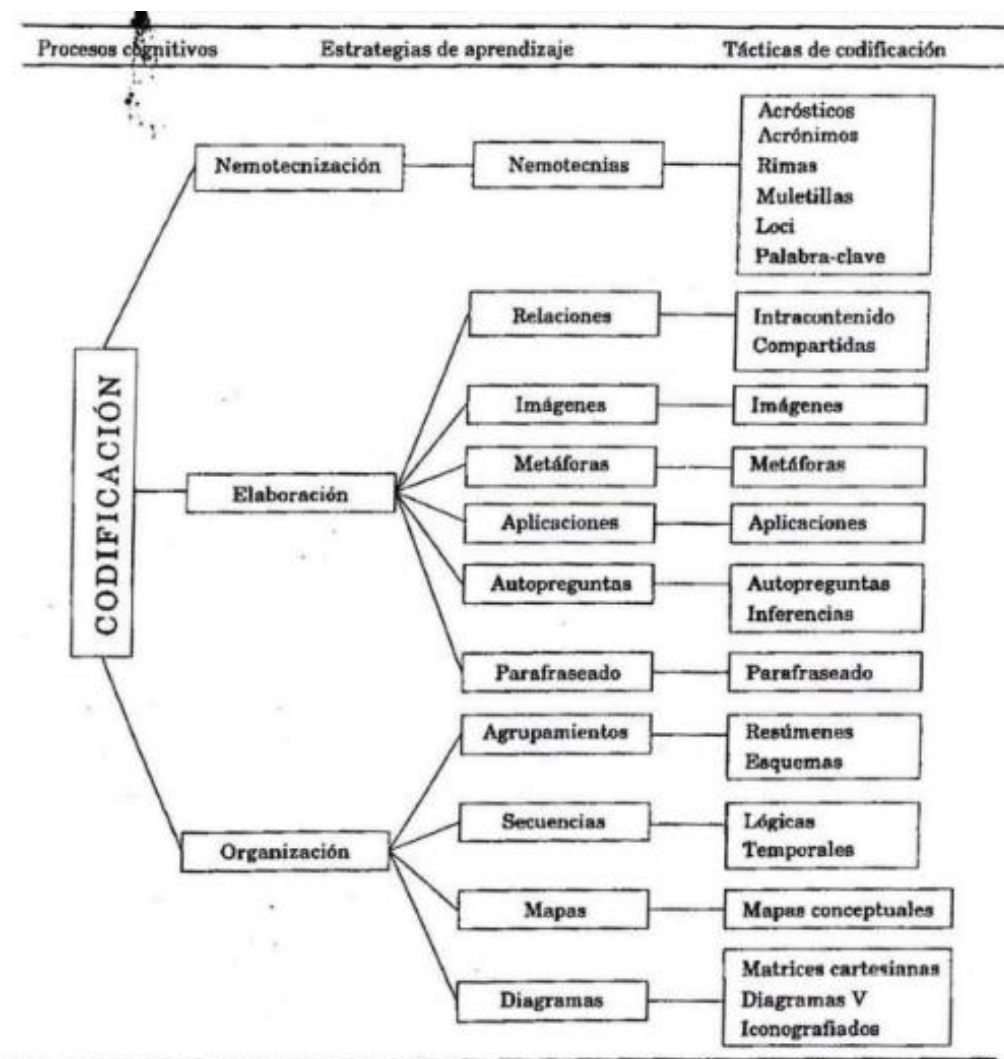 Procesos cognitivos Estrategias de aprendizaje Tácticas de codificación
CODIFICACIÓN
Nemotecnización
Nemotecnias
Acrósticos
Acrónimos
Rimas
Muletillas
Loci
Palabra-clave
Elaboración
Relaciones
Intracontenido
Compartidas
Imágenes
Imágenes
Metáforas
Metáforas
Aplicaciones
Aplicaciones
Autopreguntas
Autopreguntas
Inferencias
Parafraseado
Parafraseado
Organización
Agrupamientos
Resúmenes
Esquemas
Secuencias
Lógicas
Temporales
Mapas
Mapas conceptuales
Diagramas
Matrices cartesianas
Diagramas V
Iconografiados